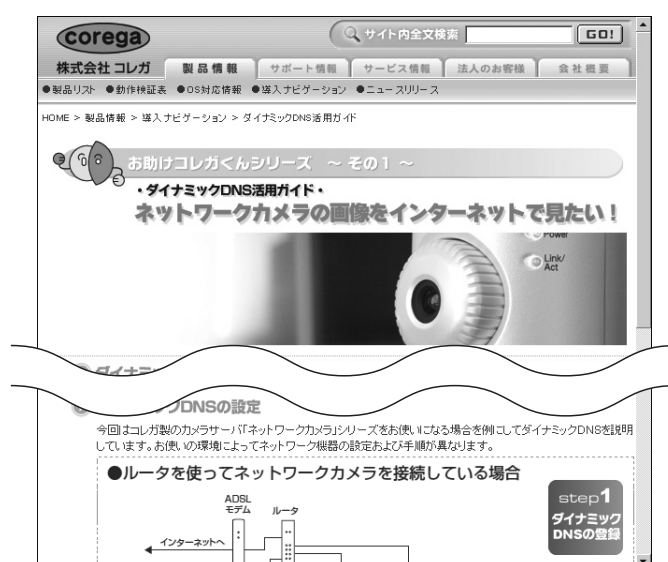 corega
サイト内全文検索
GO!
株式会社 コレガ
製品情報
サポート情報
サービス情報
法人のお客様
会社概要
●製品リスト ●動作検証表 ●OS対応情報 ●導入ナビゲーション ●ニュースリリース
HOME > 製品情報 > 導入ナビゲーション > ダイナミックDNS活用ガイド
お助けコレガくんシリーズ ～ その1 ～
・ダイナミックDNS活用ガイド・
ネットワークカメラの画像をインターネットで見たい！
Power
Link/
Act
DNSの設定
今回はコレガ製のカメラサーバ「ネットワークカメラ」シリーズをお使いになる場合を例にしてダイナミックDNSを説明
しています。お使いの環境によってネットワーク機器の設定および手順が異なります。
●ルータを使ってネットワークカメラを接続している場合
ADSL
モデム
ルータ
インターネットへ
step1
ダイナミック
DNSの登録